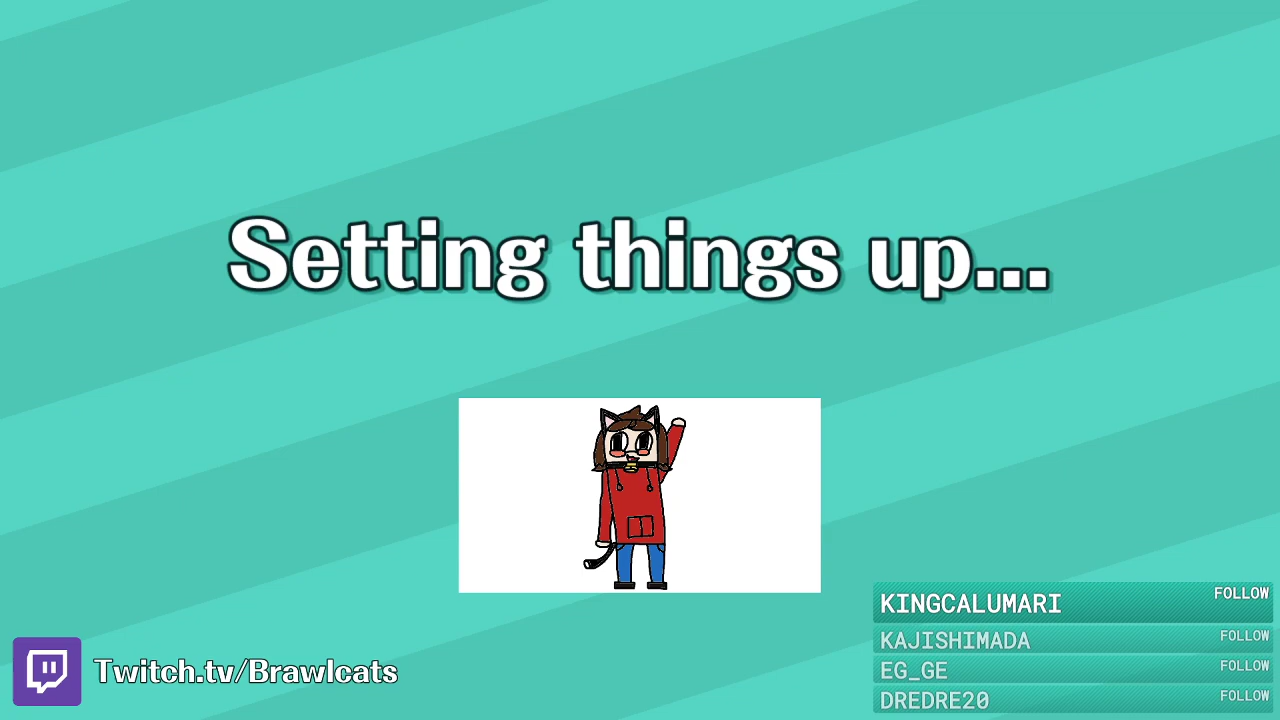 Setting things up...
KINGCALUMARI FOLLOW
KAJISHIMADA FOLLOW
EG_GE FOLLOW
DREDRE20 FOLLOW
Twitch.tv/Brawlcats